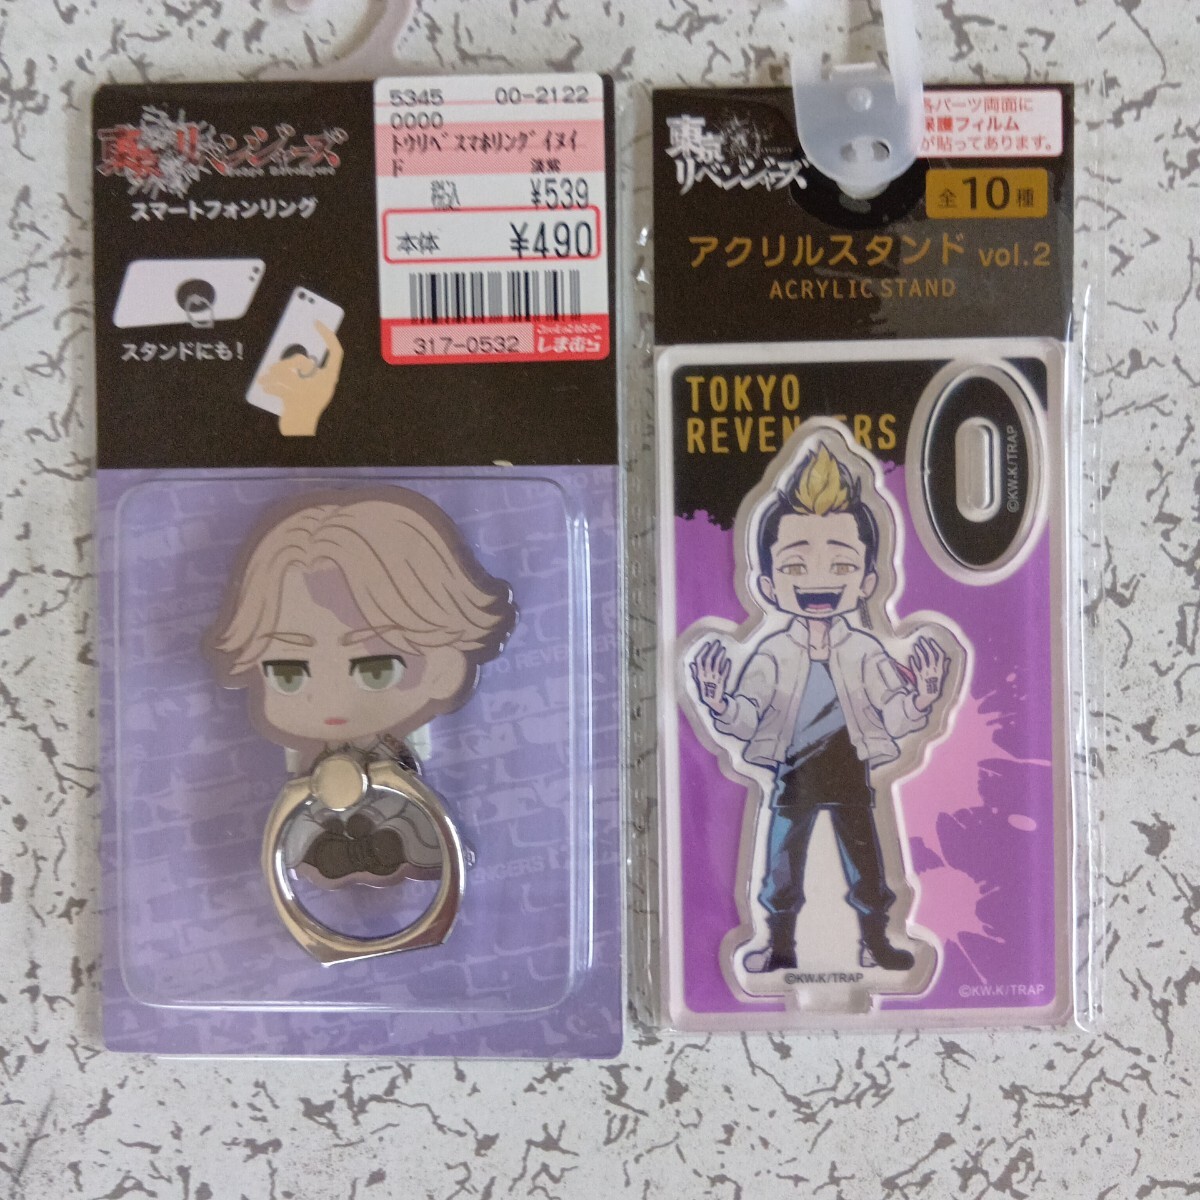 東京リベンジャーズ
スマートフォンリング
スタンドにも!
5345 00-2122
0000
トウリベスマホリングイヌイ
ド 濃紫
税込 ¥539
本体 ¥490
317-0532
しまむら
東京
リベンジャーズ
各パーツ両面に
保護フィルム
が貼ってあります。
全10種
アクリルスタンド vol.2
ACRYLIC STAND
TOKYO
REVENGERS
©KW.K/TRAP
©KW.K/TRAP
©KW.K/TRAP
TO REVENGERS
VENGERS